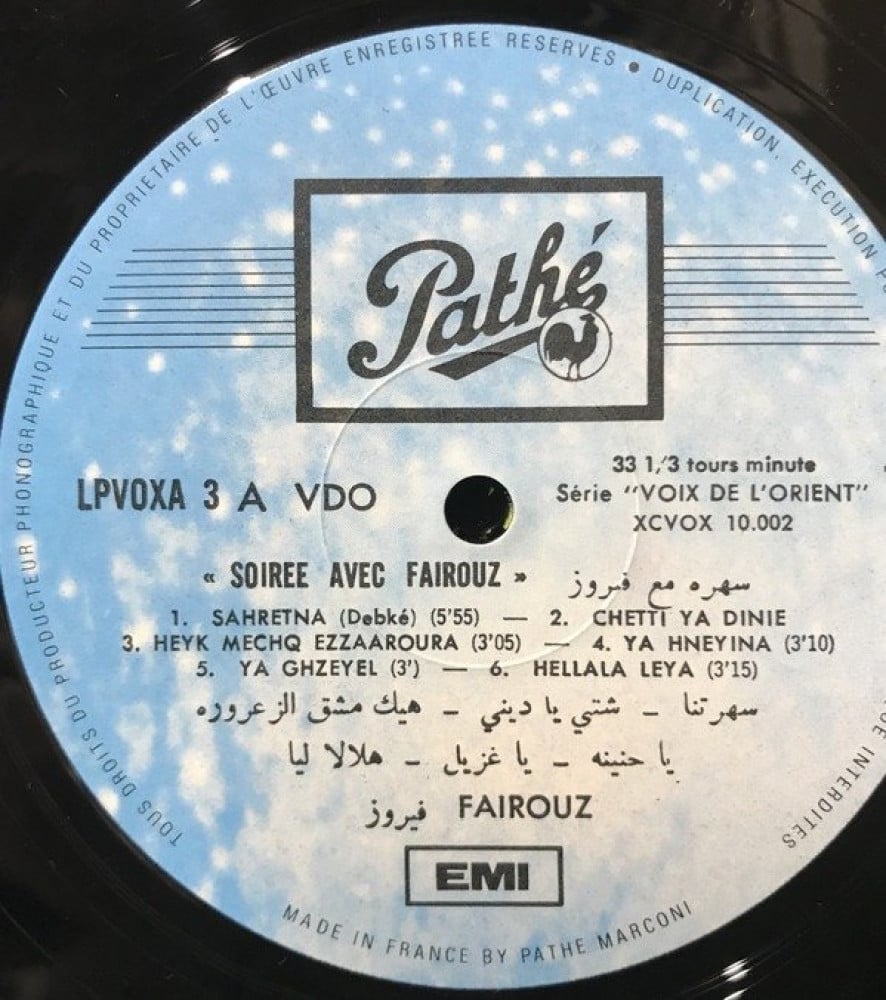 TOUS DROITS DU PRODUCTEUR PHONOGRAPHIQUE ET DU PROPRIETAIRE DE L'ŒUVRE ENREGISTREE RESERVES • DUPLICATION, EXECUTION
INTERDITES
Pathé
33 1/3 tours minute
LPVOXA 3 A VDO
Série "VOIX DE L'ORIENT"
XCVOX 10.002
« SOIREE AVEC FAIROUZ » سهره مع فيروز
1. SAHRETNA (Debké) (5'55) — 2. CHETTI YA DINIE
3. HEYK MECHQ EZZAAROURA (3'05) — 4. YA HNEYINA (3'10)
5. YA GHZEYEL (3') — 6. HELLALA LEYA (3'15)
سهرتنا - شتي يا ديني - هيك مشق الزعروره
يا حنينه - يا غزيل - هلالا ليا
فيروز FAIROUZ
EMI
MADE IN FRANCE BY PATHE MARCONI